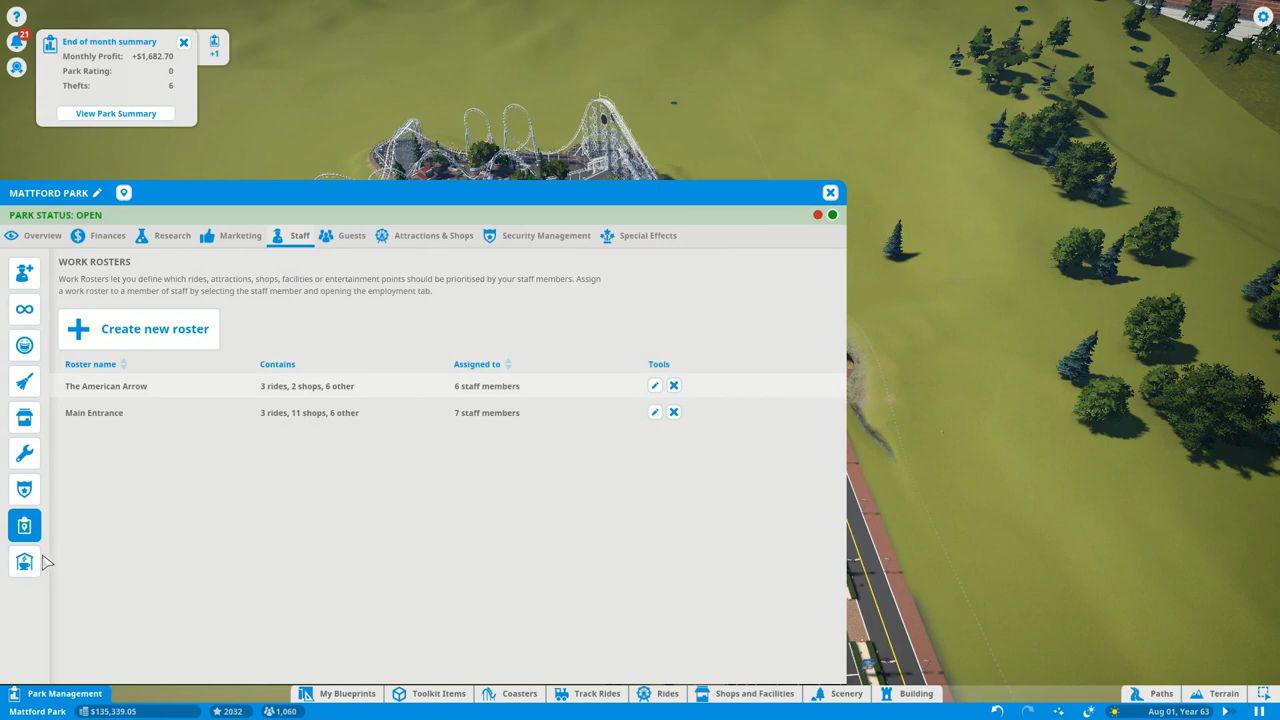 ?
21
End of month summary
Monthly Profit: +$1,682.70
Park Rating: 0
Thefts: 6
View Park Summary
+1
MATTFORD PARK
PARK STATUS: OPEN
Overview Finances Research Marketing Staff Guests Attractions & Shops Security Management Special Effects
WORK ROSTERS
Work Rosters let you define which rides, attractions, shops, facilities or entertainment points should be prioritised by your staff members. Assign
a work roster to a member of staff by selecting the staff member and opening the employment tab.
Create new roster
Roster name Contains Assigned to Tools
The American Arrow 3 rides, 2 shops, 6 other 6 staff members
Main Entrance 3 rides, 11 shops, 6 other 7 staff members
Park Management My Blueprints Toolkit Items Coasters Track Rides Rides Shops and Facilities Scenery Building Paths Terrain
Mattford Park $135,339.05 2032 1,060 Aug 01, Year 63